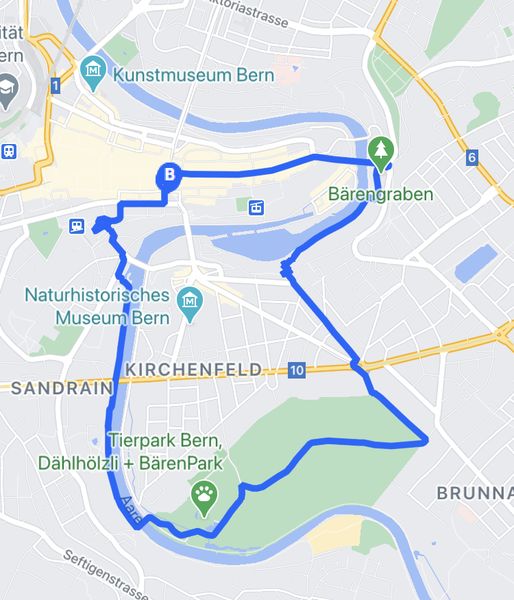 ktoriastrasse
ität
ern
Kunstmuseum Bern
1
6
B
Bärengraben
Naturhistorisches
Museum Bern
KIRCHENFELD
10
SANDRAIN
Tierpark Bern,
Dählhölzli + BärenPark
Aare
BRUNNA
Seftigenstrasse